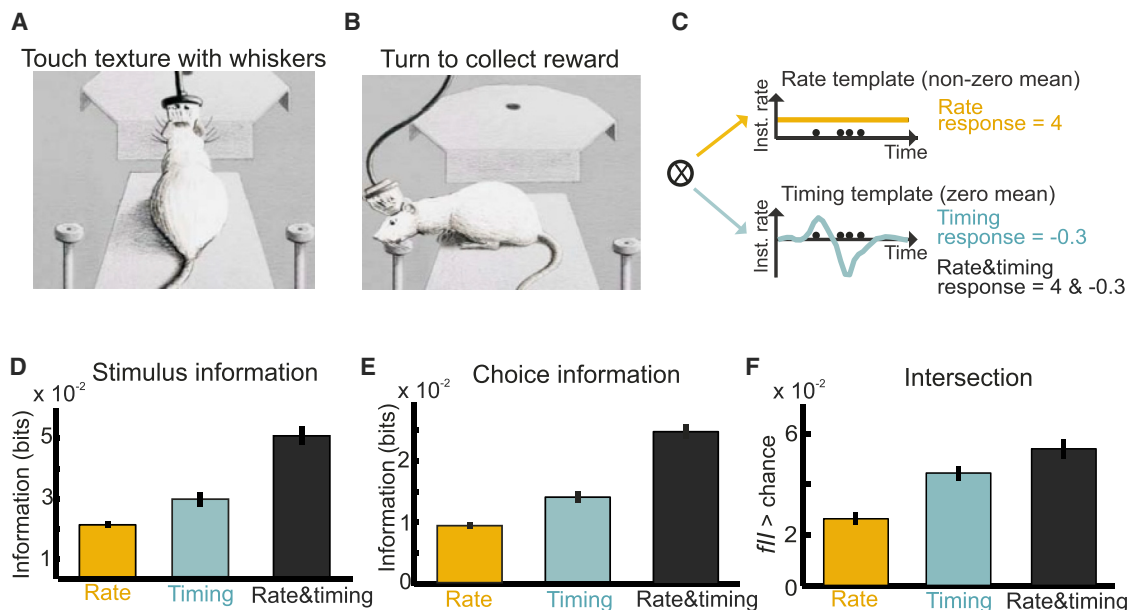 A
Touch texture with whiskers
B
Turn to collect reward
C
Rate template (non-zero mean)
Inst. rate
Time
Rate
response = 4
Timing template (zero mean)
Inst. rate
Time
Timing
response = -0.3
Rate&timing
response = 4 & -0.3
D
Stimulus information
x 10-2
Information (bits)
5
3
1
Rate
Timing
Rate&timing
E
Choice information
x 10-2
Information (bits)
2
1
0
Rate
Timing
Rate&timing
F
Intersection
x 10-2
fII > chance
6
2
0
Rate
Timing
Rate&timing